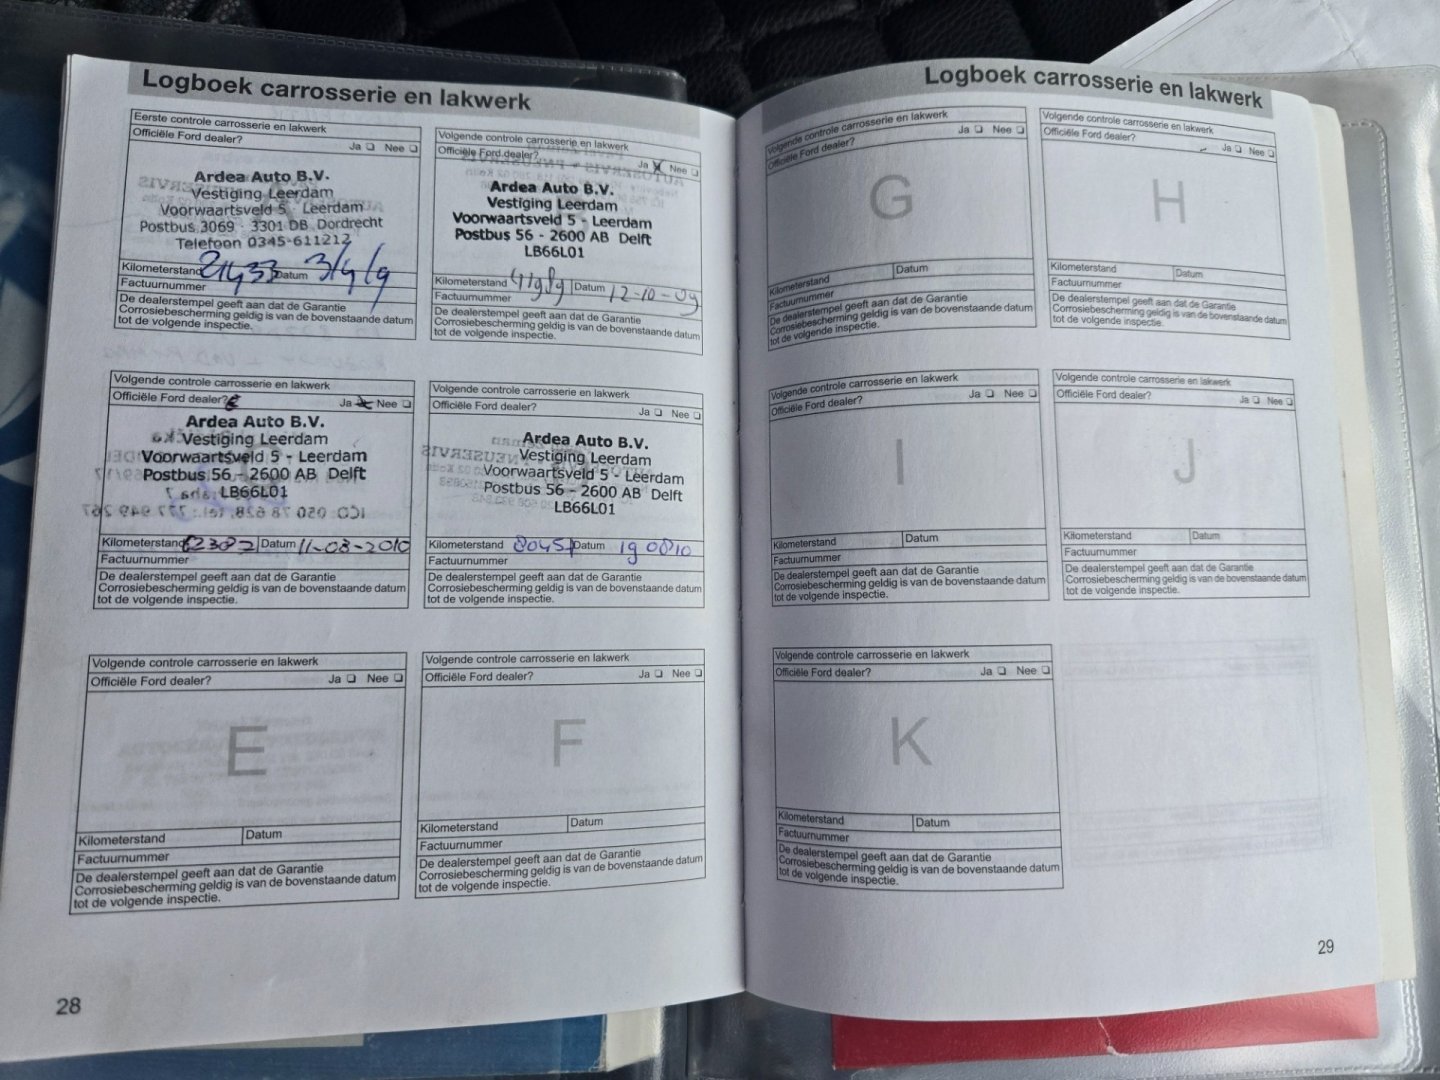 Logboek carrosserie en lakwerk
Eerste controle carrosserie en lakwerk
Officiële Ford dealer? Ja ❑ Nee ❑
Ardea Auto B.V.
Vestiging Leerdam
Voorwaartsveld 5 - Leerdam
Postbus 3069 - 3301 DB Dordrecht
Telefoon 0345-611212
Kilometerstand 21433 Datum 3/4/9
Factuurnummer
De dealerstempel geeft aan dat de Garantie
Corrosiebescherming geldig is van de bovenstaande datum
tot de volgende inspectie.
Volgende controle carrosserie en lakwerk
Officiële Ford dealer? Ja ❑ Nee ❑
Ardea Auto B.V.
Vestiging Leerdam
Voorwaartsveld 5 - Leerdam
Postbus 56 - 2600 AB Delft
LB66L01
Kilometerstand 41989 Datum 12-10-09
Factuurnummer
De dealerstempel geeft aan dat de Garantie
Corrosiebescherming geldig is van de bovenstaande datum
tot de volgende inspectie.
Volgende controle carrosserie en lakwerk
Officiële Ford dealer? Ja ❑ Nee ❑
Ardea Auto B.V.
Vestiging Leerdam
Voorwaartsveld 5 - Leerdam
Postbus 56 - 2600 AB Delft
LB66L01
Kilometerstand 62382 Datum 11-03-2010
Factuurnummer
De dealerstempel geeft aan dat de Garantie
Corrosiebescherming geldig is van de bovenstaande datum
tot de volgende inspectie.
Volgende controle carrosserie en lakwerk
Officiële Ford dealer? Ja ❑ Nee ❑
Ardea Auto B.V.
Vestiging Leerdam
Voorwaartsveld 5 - Leerdam
Postbus 56 - 2600 AB Delft
LB66L01
Kilometerstand 80457 Datum 19 08 10
Factuurnummer
De dealerstempel geeft aan dat de Garantie
Corrosiebescherming geldig is van de bovenstaande datum
tot de volgende inspectie.
Volgende controle carrosserie en lakwerk
Officiële Ford dealer? Ja ❑ Nee ❑
E
Kilometerstand Datum
Factuurnummer
De dealerstempel geeft aan dat de Garantie
Corrosiebescherming geldig is van de bovenstaande datum
tot de volgende inspectie.
Volgende controle carrosserie en lakwerk
Officiële Ford dealer? Ja ❑ Nee ❑
F
Kilometerstand Datum
Factuurnummer
De dealerstempel geeft aan dat de Garantie
Corrosiebescherming geldig is van de bovenstaande datum
tot de volgende inspectie.
28
Logboek carrosserie en lakwerk
Volgende controle carrosserie en lakwerk
Officiële Ford dealer? Ja ❑ Nee ❑
G
Kilometerstand Datum
Factuurnummer
De dealerstempel geeft aan dat de Garantie
Corrosiebescherming geldig is van de bovenstaande datum
tot de volgende inspectie.
Volgende controle carrosserie en lakwerk
Officiële Ford dealer? Ja ❑ Nee ❑
H
Kilometerstand Datum
Factuurnummer
De dealerstempel geeft aan dat de Garantie
Corrosiebescherming geldig is van de bovenstaande datum
tot de volgende inspectie.
Volgende controle carrosserie en lakwerk
Officiële Ford dealer? Ja ❑ Nee ❑
I
Kilometerstand Datum
Factuurnummer
De dealerstempel geeft aan dat de Garantie
Corrosiebescherming geldig is van de bovenstaande datum
tot de volgende inspectie.
Volgende controle carrosserie en lakwerk
Officiële Ford dealer? Ja ❑ Nee ❑
J
Kilometerstand Datum
Factuurnummer
De dealerstempel geeft aan dat de Garantie
Corrosiebescherming geldig is van de bovenstaande datum
tot de volgende inspectie.
Volgende controle carrosserie en lakwerk
Officiële Ford dealer? Ja ❑ Nee ❑
K
Kilometerstand Datum
Factuurnummer
De dealerstempel geeft aan dat de Garantie
Corrosiebescherming geldig is van de bovenstaande datum
tot de volgende inspectie.
29